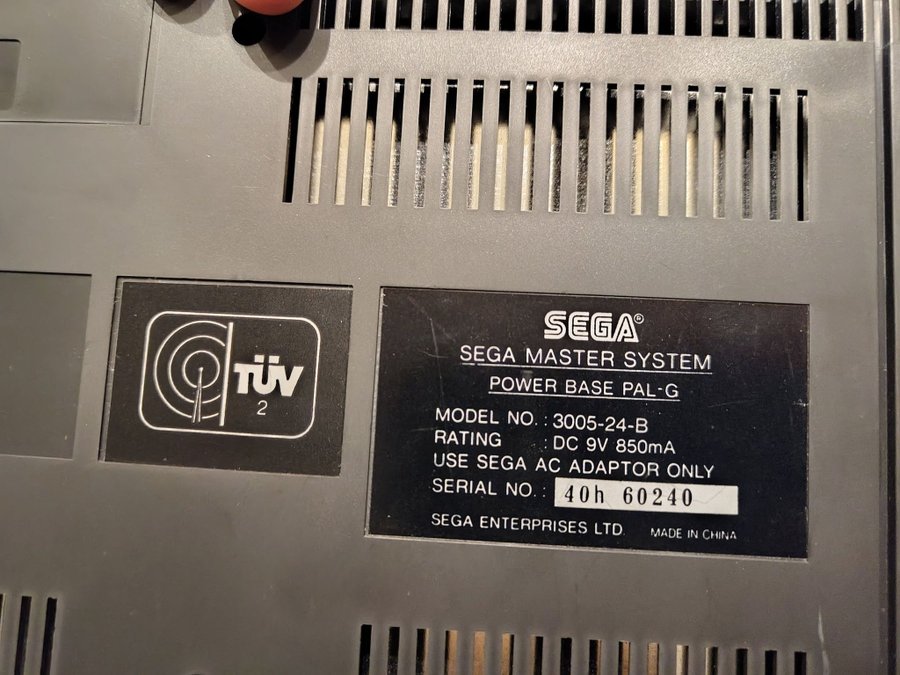 TÜV
2
SEGA®
SEGA MASTER SYSTEM
POWER BASE PAL-G
MODEL NO. : 3005-24-B
RATING : DC 9V 850mA
USE SEGA AC ADAPTOR ONLY
SERIAL NO. : 40h 60240
SEGA ENTERPRISES LTD. MADE IN CHINA